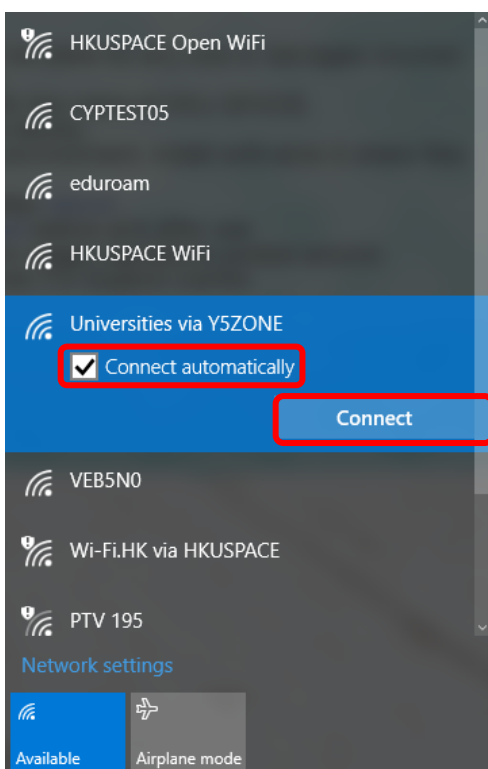 HKUSPACE Open WiFi
CYPTEST05
eduroam
HKUSPACE WiFi
Universities via Y5ZONE
Connect automatically
Connect
VEB5N0
Wi-Fi.HK via HKUSPACE
PTV 195
Network settings
Available
Airplane mode